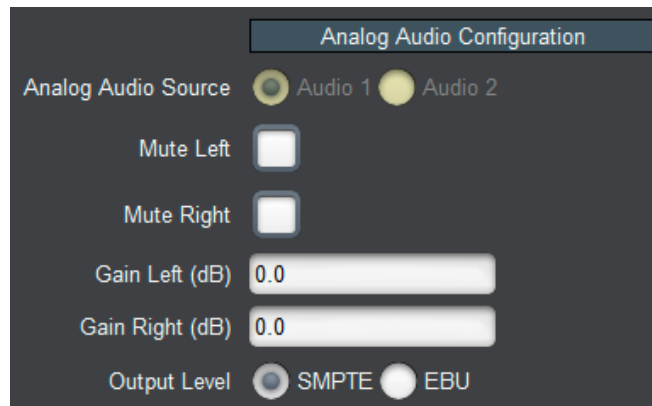 Analog Audio Configuration
Analog Audio Source Audio 1 Audio 2
Mute Left
Mute Right
Gain Left (dB) 0.0
Gain Right (dB) 0.0
Output Level SMPTE EBU